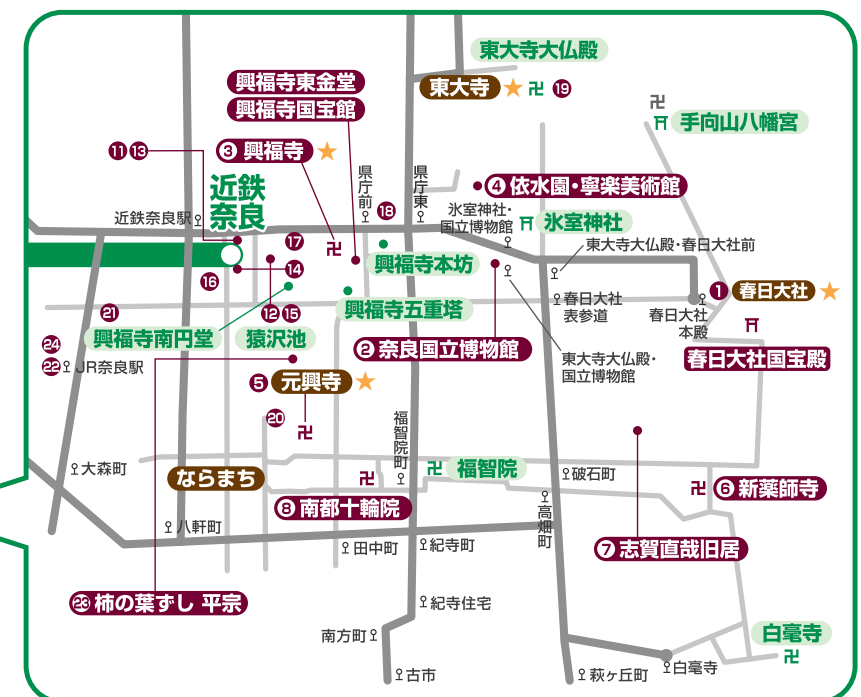 東大寺大仏殿
興福寺東金堂
東大寺
⑲
興福寺国宝館
手向山八幡宮
⑪⑬
③ 興福寺
県庁前
県庁東
④ 依水園・寧楽美術館
近鉄
奈良
近鉄奈良駅
⑱
氷室神社・
国立博物館
氷室神社
⑰
東大寺大仏殿・春日大社前
興福寺本坊
⑭
⑯
① 春日大社
春日大社
表参道
春日大社
本殿
興福寺五重塔
㉑
⑫⑮
興福寺南円堂
猿沢池
㉔
㉒
JR奈良駅
② 奈良国立博物館
東大寺大仏殿・
国立博物館
春日大社国宝殿
⑤ 元興寺
⑳
福智院町
大森町
ならまち
福智院
破石町
⑥ 新薬師寺
⑧ 南都十輪院
高畑町
八軒町
田中町
紀寺町
⑦ 志賀直哉旧居
㉓ 柿の葉ずし 平宗
紀寺住宅
南方町
白毫寺
古市
萩ヶ丘町
白毫寺